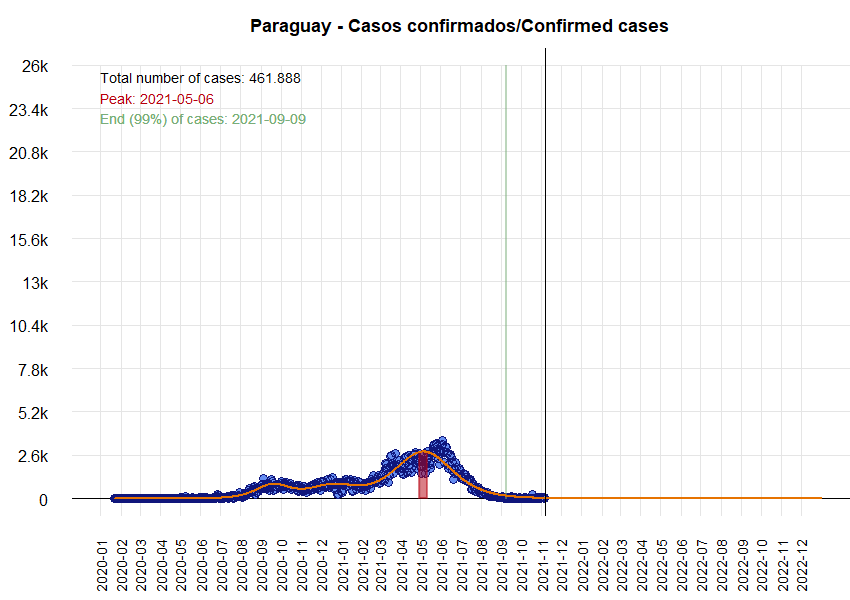 Paraguay - Casos confirmados/Confirmed cases
26k
23.4k
20.8k
18.2k
15.6k
13k
10.4k
7.8k
5.2k
2.6k
0
Total number of cases: 461.888
Peak: 2021-05-06
End (99%) of cases: 2021-09-09
2020-01
2020-02
2020-03
2020-04
2020-05
2020-06
2020-07
2020-08
2020-09
2020-10
2020-11
2020-12
2021-01
2021-02
2021-03
2021-04
2021-05
2021-06
2021-07
2021-08
2021-09
2021-10
2021-11
2021-12
2022-01
2022-02
2022-03
2022-04
2022-05
2022-06
2022-07
2022-08
2022-09
2022-10
2022-11
2022-12